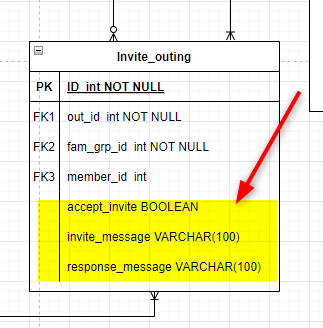 Invite_outing
PK ID_int NOT NULL
FK1 out_id int NOT NULL
FK2 fam_grp_id int NOT NULL
FK3 member_id int
accept_invite BOOLEAN
invite_message VARCHAR(100)
response_message VARCHAR(100)